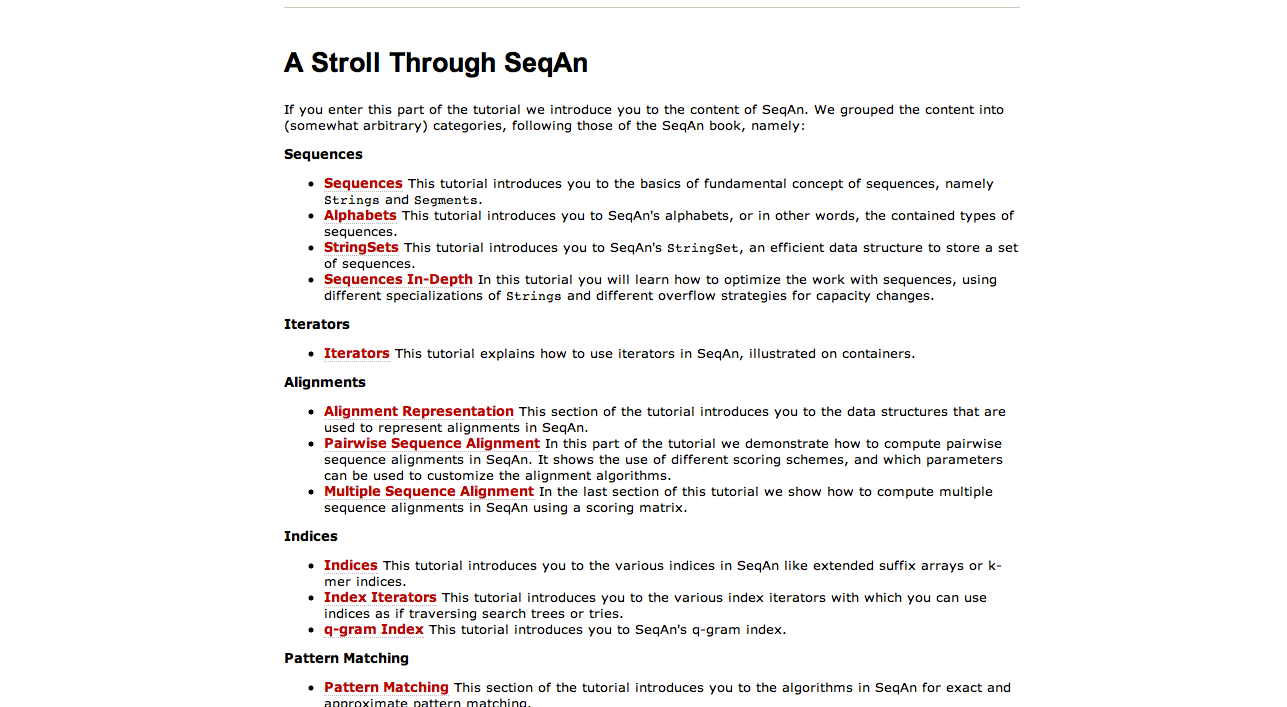 A Stroll Through SeqAn
If you enter this part of the tutorial we introduce you to the content of SeqAn. We grouped the content into
(somewhat arbitrary) categories, following those of the SeqAn book, namely:
Sequences
• Sequences This tutorial introduces you to the basics of fundamental concept of sequences, namely
Strings and Segments.
• Alphabets This tutorial introduces you to SeqAn's alphabets, or in other words, the contained types of
sequences.
• StringSets This tutorial introduces you to SeqAn's StringSet, an efficient data structure to store a set
of sequences.
• Sequences In-Depth In this tutorial you will learn how to optimize the work with sequences, using
different specializations of Strings and different overflow strategies for capacity changes.
Iterators
• Iterators This tutorial explains how to use iterators in SeqAn, illustrated on containers.
Alignments
• Alignment Representation This section of the tutorial introduces you to the data structures that are
used to represent alignments in SeqAn.
• Pairwise Sequence Alignment In this part of the tutorial we demonstrate how to compute pairwise
sequence alignments in SeqAn. It shows the use of different scoring schemes, and which parameters
can be used to customize the alignment algorithms.
• Multiple Sequence Alignment In the last section of this tutorial we show how to compute multiple
sequence alignments in SeqAn using a scoring matrix.
Indices
• Indices This tutorial introduces you to the various indices in SeqAn like extended suffix arrays or k-
mer indices.
• Index Iterators This tutorial introduces you to the various index iterators with which you can use
indices as if traversing search trees or tries.
• q-gram Index This tutorial introduces you to SeqAn's q-gram index.
Pattern Matching
• Pattern Matching This section of the tutorial introduces you to the algorithms in SeqAn for exact and
approximate pattern matching.